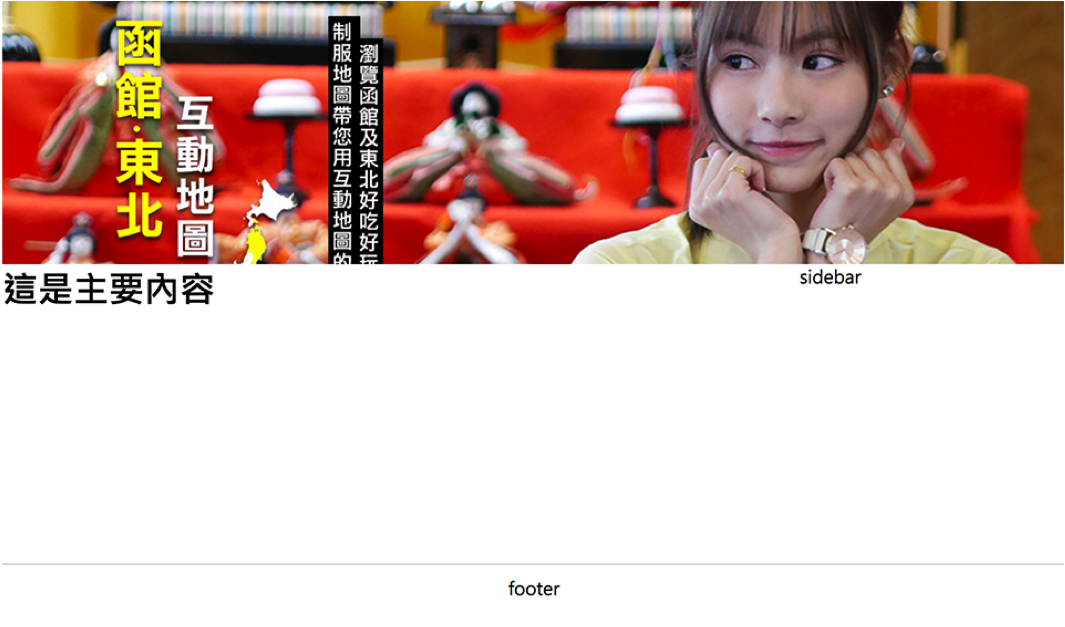 函館·東北
互動地圖
制服地圖帶您用互動地圖的
瀏覽函館及東北好吃好玩
這是主要內容
sidebar
footer